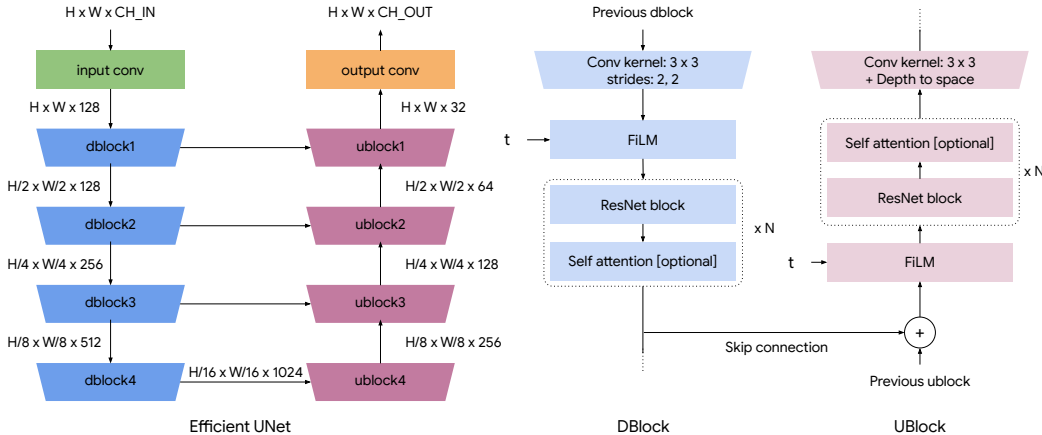 H x W x CH_IN
H x W x CH_OUT
input conv
output conv
H x W x 128
H x W x 32
dblock1
ublock1
H/2 x W/2 x 128
H/2 x W/2 x 64
dblock2
ublock2
H/4 x W/4 x 256
H/4 x W/4 x 128
dblock3
ublock3
H/8 x W/8 x 512
H/8 x W/8 x 256
dblock4
H/16 x W/16 x 1024
ublock4
Efficient UNet
Previous dblock
Conv kernel: 3 x 3
strides: 2, 2
t
FiLM
ResNet block
x N
Self attention [optional]
Skip connection
DBlock
Conv kernel: 3 x 3
+ Depth to space
Self attention [optional]
x N
ResNet block
t
FiLM
+
Previous ublock
UBlock